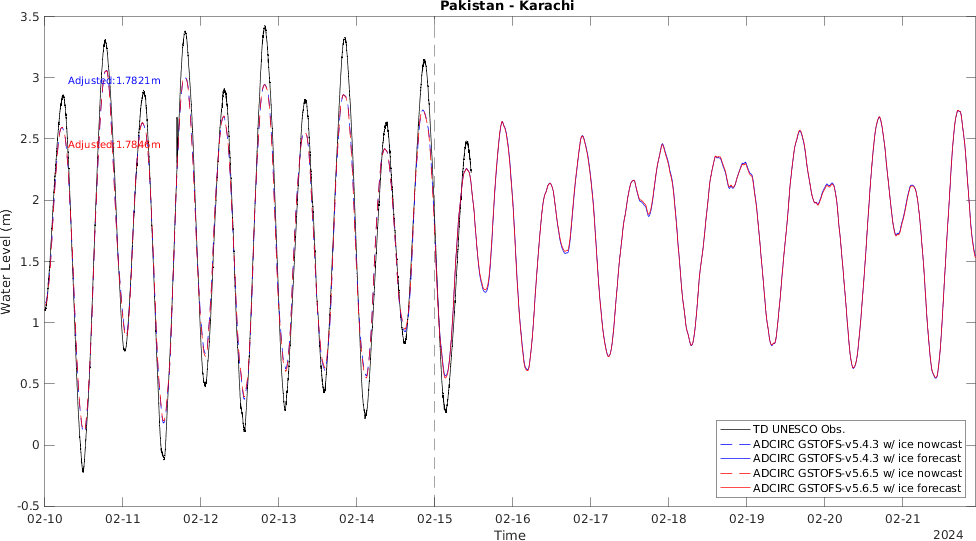 Pakistan - Karachi
3.5
3
2.5
2
1.5
1
0.5
0
-0.5
Water Level (m)
Adjusted:1.7821m
Adjusted:1.7846m
02-10 02-11 02-12 02-13 02-14 02-15 02-16 02-17 02-18 02-19 02-20 02-21
Time
2024
TD UNESCO Obs.
ADCIRC GSTOFS-v5.4.3 w/ ice nowcast
ADCIRC GSTOFS-v5.4.3 w/ ice forecast
ADCIRC GSTOFS-v5.6.5 w/ ice nowcast
ADCIRC GSTOFS-v5.6.5 w/ ice forecast